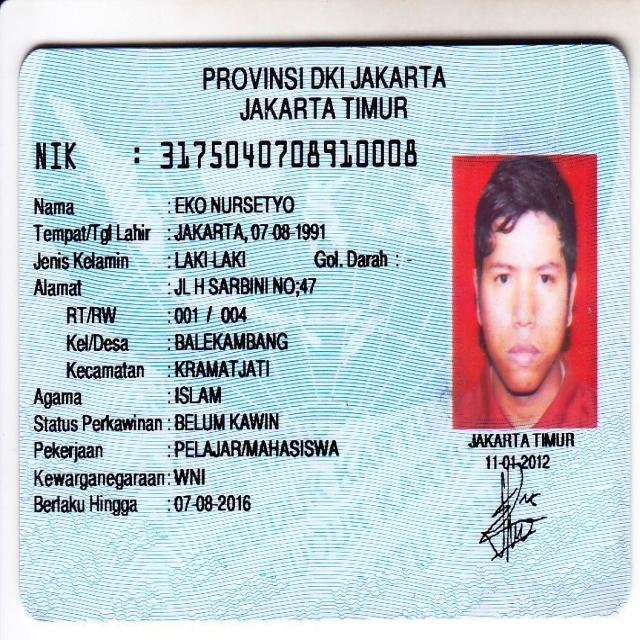 PROVINSI DKI JAKARTA
JAKARTA TIMUR
NIK : 3175040708910008
Nama : EKO NURSETYO
Tempat/Tgl Lahir : JAKARTA, 07-08-1991
Jenis Kelamin : LAKI LAKI Gol. Darah : -
Alamat : JL H SARBINI NO;47
RT/RW : 001 / 004
Kel/Desa : BALEKAMBANG
Kecamatan : KRAMATJATI
Agama : ISLAM
Status Perkawinan : BELUM KAWIN
Pekerjaan : PELAJAR/MAHASISWA
Kewarganegaraan : WNI
Berlaku Hingga : 07-08-2016
JAKARTA TIMUR
11-01-2012